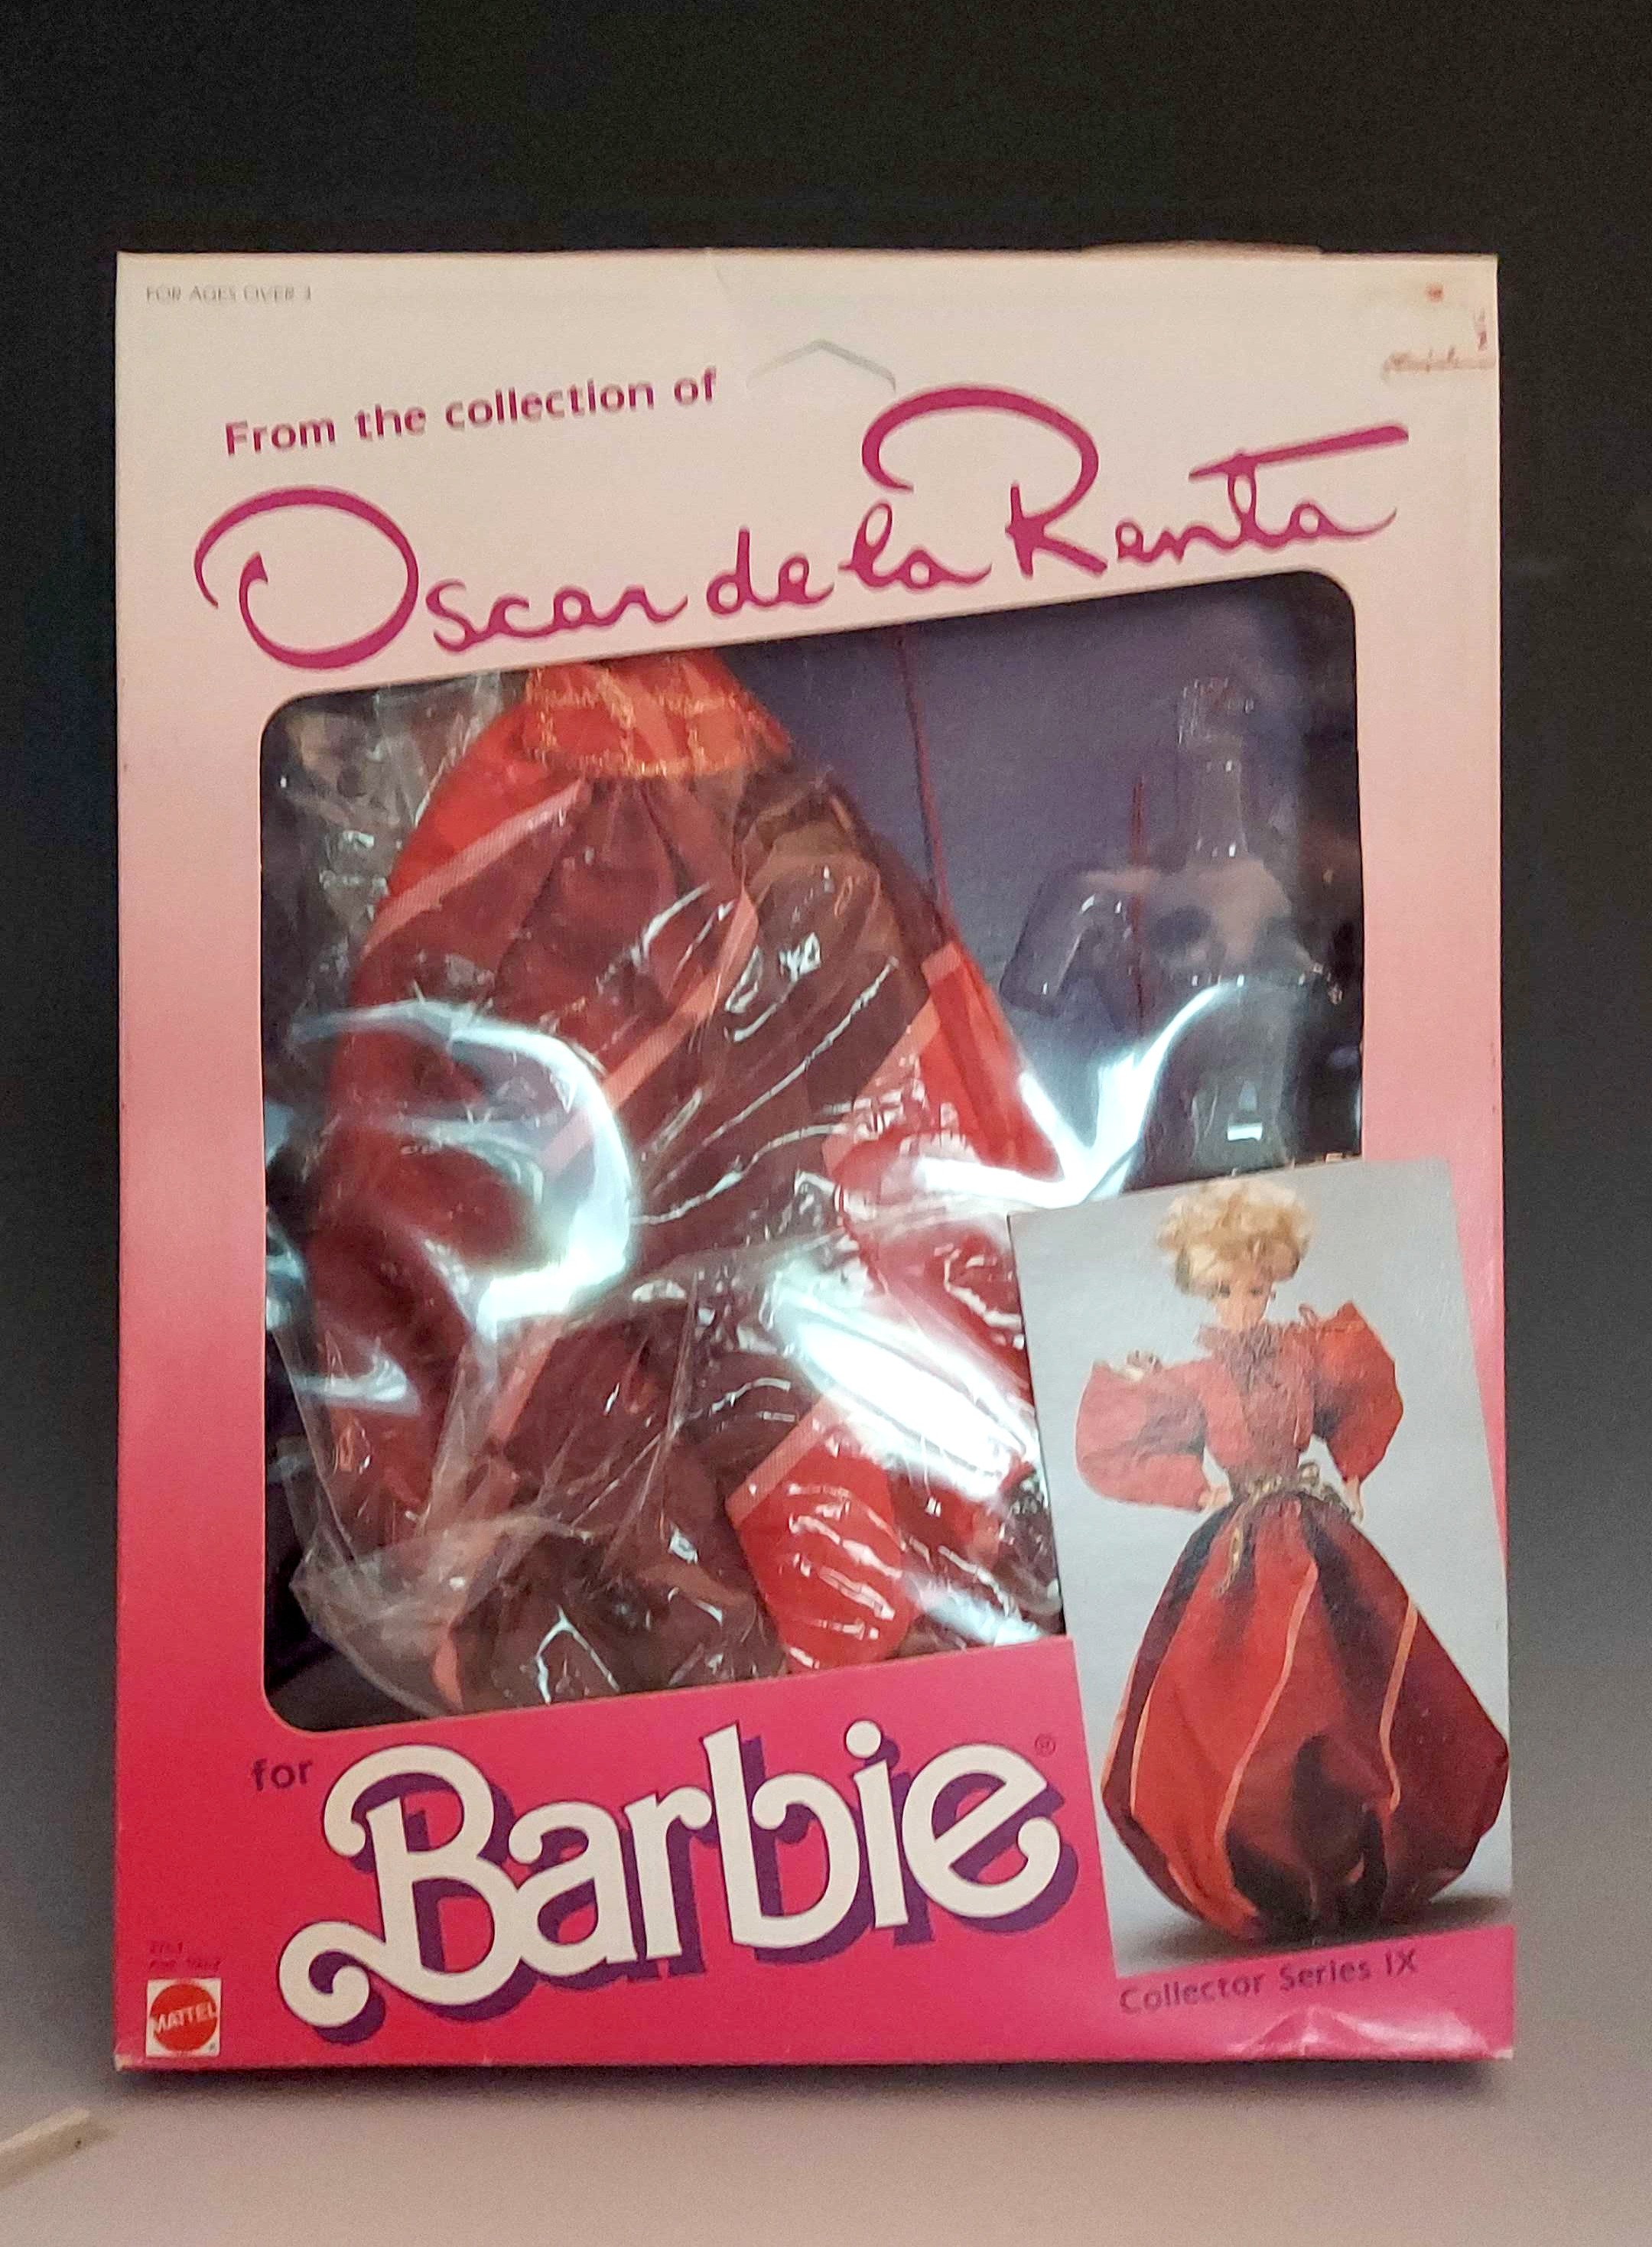 FOR AGES OVER 3
From the collection of
Oscar de la Renta
for
Barbie®
MATTEL
Collector Series IX